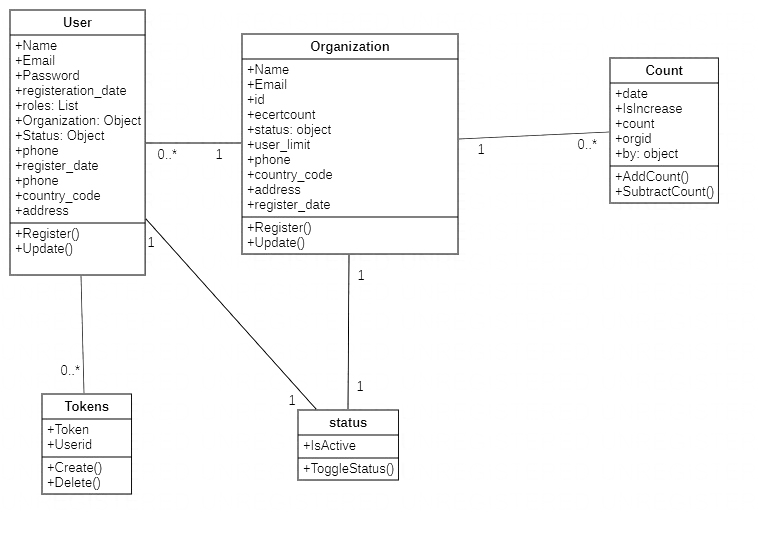 User
+Name
+Email
+Password
+registeration_date
+roles: List
+Organization: Object
+Status: Object
+phone
+register_date
+phone
+country_code
+address
+Register()
+Update()
0..*
1
Organization
+Name
+Email
+id
+ecertcount
+status: object
+user_limit
+phone
+country_code
+address
+register_date
+Register()
+Update()
1
0..*
Count
+date
+IsIncrease
+count
+orgid
+by: object
+AddCount()
+SubtractCount()
1
1
1
1
0..*
Tokens
+Token
+Userid
+Create()
+Delete()
status
+IsActive
+ToggleStatus()